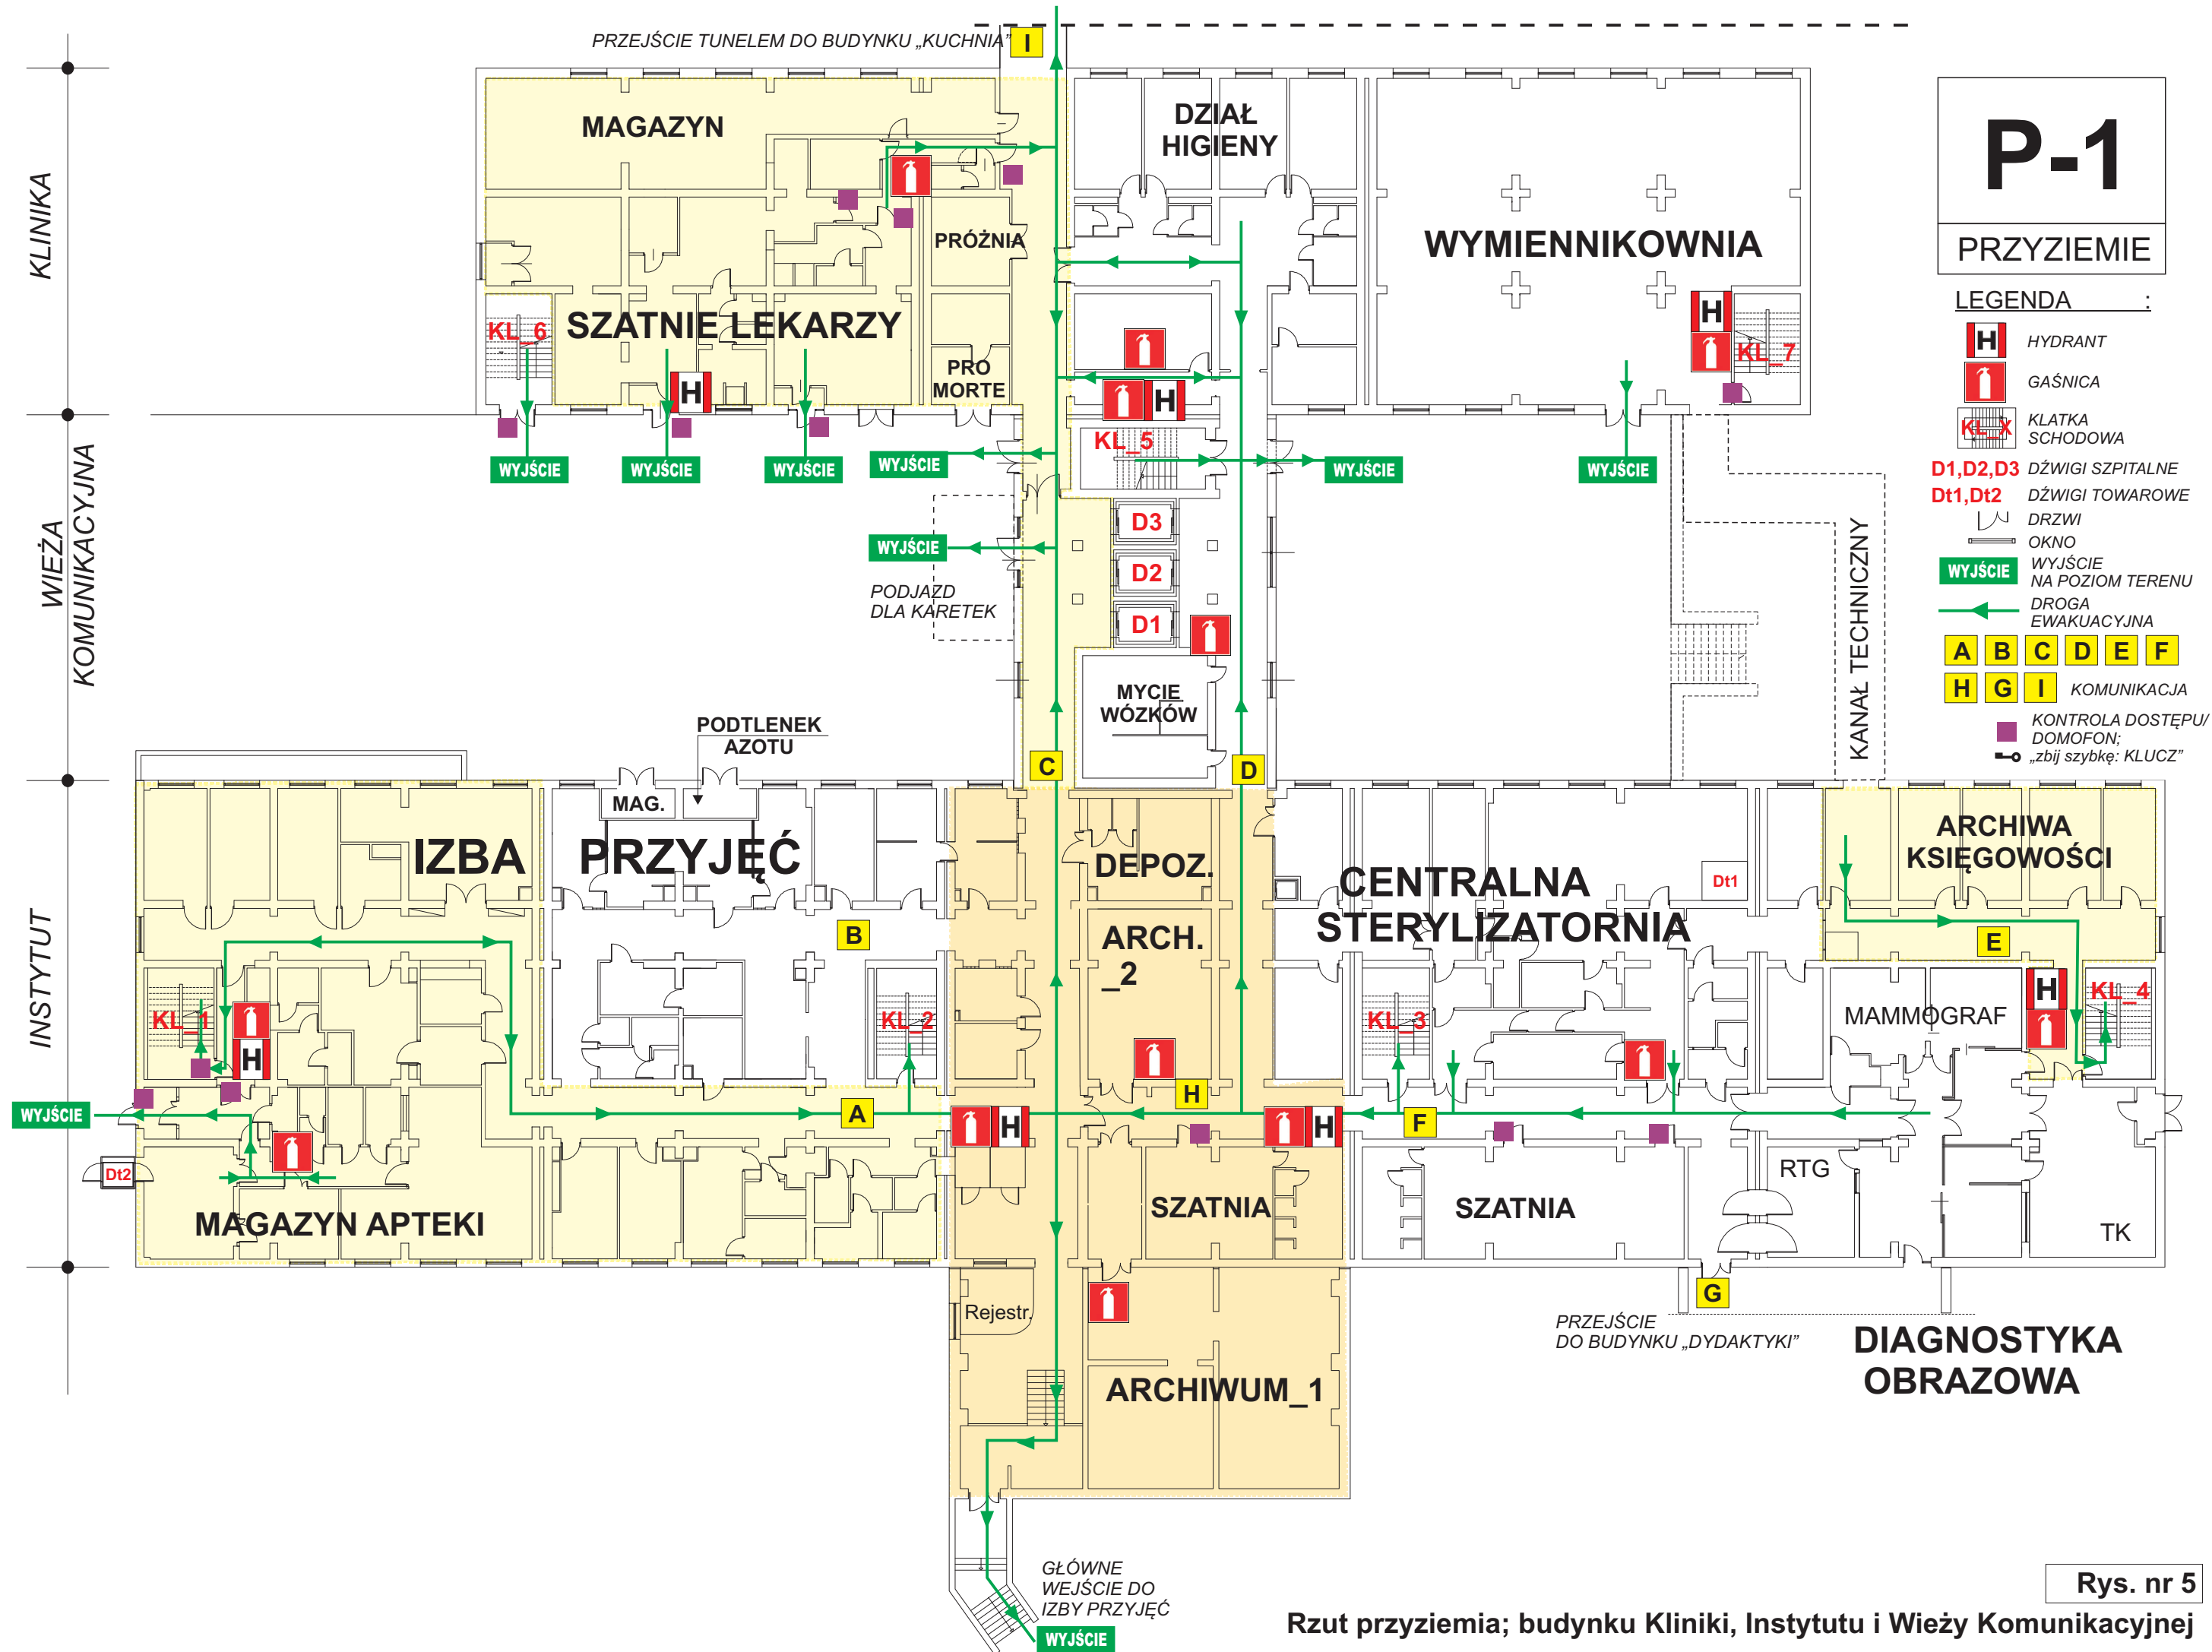 PRZEJŚCIE TUNELEM DO BUDYNKU „KUCHNIA”
I
KLINIKA
MAGAZYN
DZIAŁ
HIGIENY
PRÓŻNIA
WYMIENNIKOWNIA
KL_6
SZATNIE LEKARZY
PRO
MORTE
H
H
H
KL_7
KL_5
WYJŚCIE
WYJŚCIE
WYJŚCIE
WYJŚCIE
WYJŚCIE
WYJŚCIE
P-1
PRZYZIEMIE
LEGENDA :
H HYDRANT
GAŚNICA
KL_X KLATKA
SCHODOWA
D1,D2,D3 DŹWIGI SZPITALNE
Dt1,Dt2 DŹWIGI TOWAROWE
DRZWI
OKNO
WYJŚCIE WYJŚCIE
NA POZIOM TERENU
DROGA
EWAKUACYJNA
A B C D E F
H G I KOMUNIKACJA
KONTROLA DOSTĘPU/
DOMOFON;
„zbij szybkę: KLUCZ”
WIEŻA
KOMUNIKACYJNA
WYJŚCIE
PODJAZD
DLA KARETEK
D3
D2
D1
MYCIE
WÓZKÓW
KANAŁ TECHNICZNY
C
D
INSTYTUT
PODTLENEK
AZOTU
MAG.
IZBA PRZYJĘĆ
DEPOZ.
CENTRALNA
STERYLIZATORNIA
Dt1
ARCHIWA
KSIĘGOWOŚCI
B
ARCH.
_2
E
KL_1
H
KL_2
KL_3
MAMMOGRAF
H
KL_4
WYJŚCIE
A
H
H
H
F
Dt2
MAGAZYN APTEKI
SZATNIA
SZATNIA
RTG
TK
G
Rejestr.
PRZEJŚCIE
DO BUDYNKU „DYDAKTYKI”
DIAGNOSTYKA
OBRAZOWA
ARCHIWUM_1
GŁÓWNE
WEJŚCIE DO
IZBY PRZYJĘĆ
WYJŚCIE
Rys. nr 5
Rzut przyziemia; budynku Kliniki, Instytutu i Wieży Komunikacyjnej